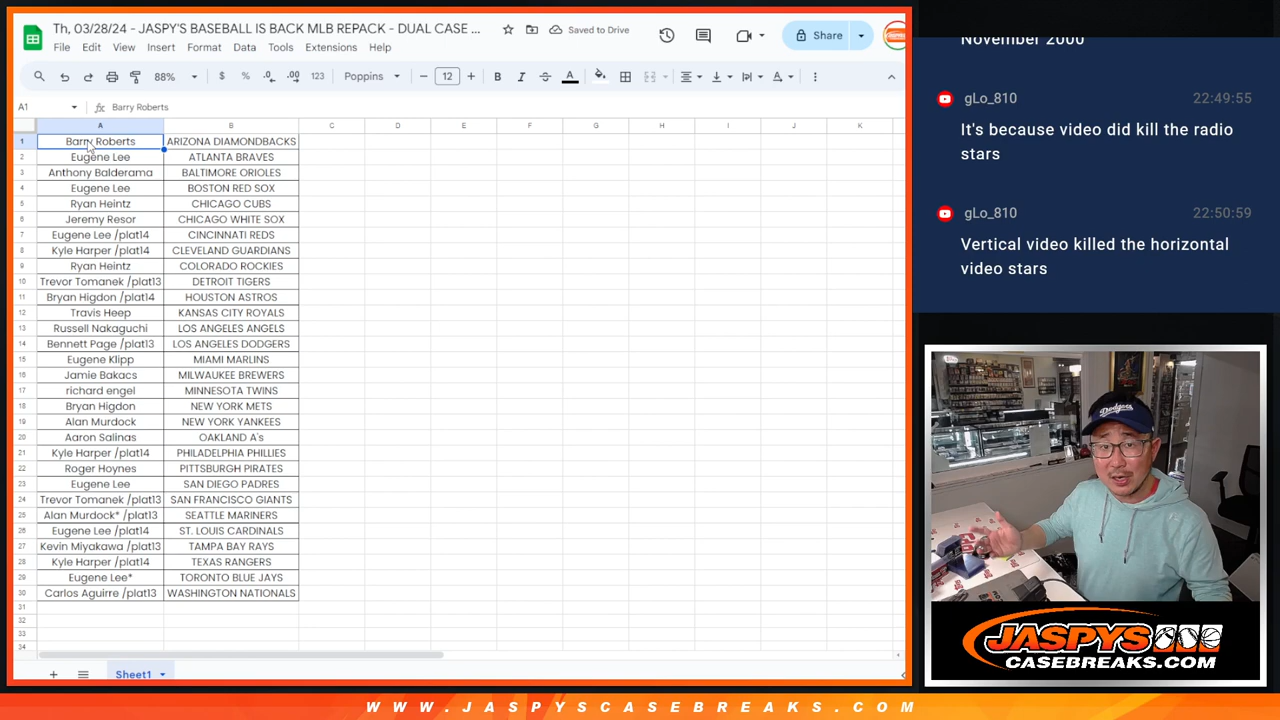 Th, 03/28/24 - JASPY'S BASEBALL IS BACK MLB REPACK - DUAL CASE ...
Saved to Drive
Share
File Edit View Insert Format Data Tools Extensions Help
88% $ % .0 .00 123 Poppins 12 B I S A
A1 fx Barry Roberts
A B C D E F G H I J K
1 Barry Roberts ARIZONA DIAMONDBACKS
2 Eugene Lee ATLANTA BRAVES
3 Anthony Balderama BALTIMORE ORIOLES
4 Eugene Lee BOSTON RED SOX
5 Ryan Heintz CHICAGO CUBS
6 Jeremy Resor CHICAGO WHITE SOX
7 Eugene Lee /plat14 CINCINNATI REDS
8 Kyle Harper /plat14 CLEVELAND GUARDIANS
9 Ryan Heintz COLORADO ROCKIES
10 Trevor Tomanek /plat13 DETROIT TIGERS
11 Bryan Higdon /plat14 HOUSTON ASTROS
12 Travis Heep KANSAS CITY ROYALS
13 Russell Nakaguchi LOS ANGELES ANGELS
14 Bennett Page /plat13 LOS ANGELES DODGERS
15 Eugene Klipp MIAMI MARLINS
16 Jamie Bakacs MILWAUKEE BREWERS
17 richard engel MINNESOTA TWINS
18 Bryan Higdon NEW YORK METS
19 Alan Murdock NEW YORK YANKEES
20 Aaron Salinas OAKLAND A's
21 Kyle Harper /plat14 PHILADELPHIA PHILLIES
22 Roger Hoynes PITTSBURGH PIRATES
23 Eugene Lee SAN DIEGO PADRES
24 Trevor Tomanek /plat13 SAN FRANCISCO GIANTS
25 Alan Murdock* /plat13 SEATTLE MARINERS
26 Eugene Lee /plat14 ST. LOUIS CARDINALS
27 Kevin Miyakawa /plat13 TAMPA BAY RAYS
28 Kyle Harper /plat14 TEXAS RANGERS
29 Eugene Lee* TORONTO BLUE JAYS
30 Carlos Aguirre /plat13 WASHINGTON NATIONALS
31
32
33
34
Sheet1
November 2000
gLo_810 22:49:55
It's because video did kill the radio
stars
gLo_810 22:50:59
Vertical video killed the horizontal
video stars
Dodgers
JASPYS
CASEBREAKS.COM
WWW.JASPYSCASEBREAKS.COM